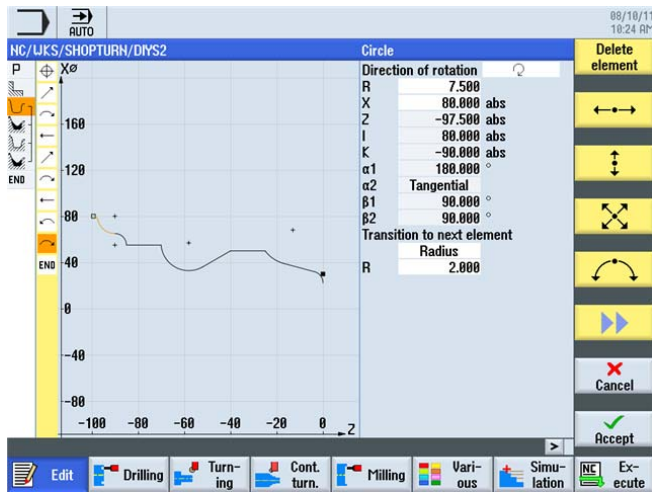 08/10/11
10:24 AM
AUTO
NC/WKS/SHOPTURN/DIYS2
Circle
Delete
element
P
END
END
XØ
160
120
80
40
0
-40
-80
-100 -80 -60 -40 -20 0
Z
Direction of rotation
R 7.500
X 80.000 abs
Z -97.500 abs
I 80.000 abs
K -90.000 abs
α1 180.000 °
α2 Tangential
β1 90.000 °
β2 90.000 °
Transition to next element
Radius
R 2.000
Cancel
Accept
>
Edit
Drilling
Turn-
ing
Cont.
turn.
Milling
Vari-
ous
Simu-
lation
NC
Ex-
ecute